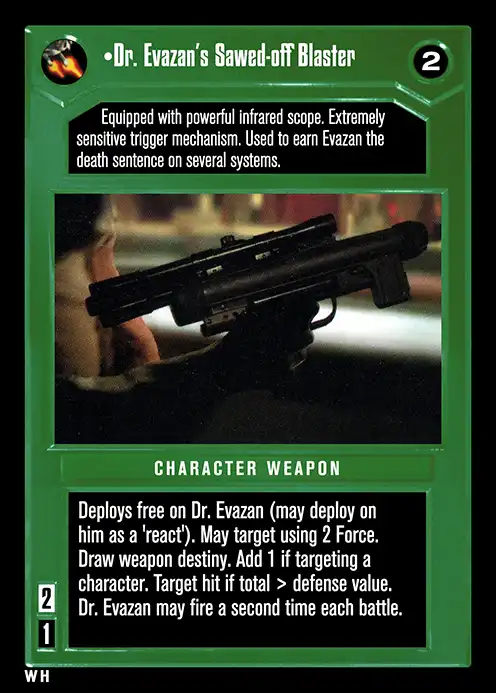 •Dr. Evazan's Sawed-off Blaster
2
Equipped with powerful infrared scope. Extremely
sensitive trigger mechanism. Used to earn Evazan the
death sentence on several systems.
CHARACTER WEAPON
Deploys free on Dr. Evazan (may deploy on
him as a 'react'). May target using 2 Force.
Draw weapon destiny. Add 1 if targeting a
character. Target hit if total > defense value.
Dr. Evazan may fire a second time each battle.
2
1
WH